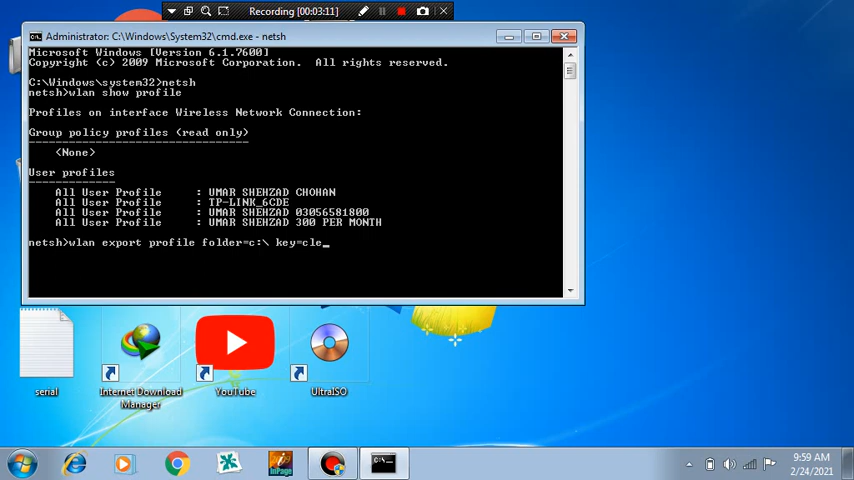 Recording [00:03:11]
Administrator: C:\Windows\System32\cmd.exe - netsh
Microsoft Windows [Version 6.1.7600]
Copyright (c) 2009 Microsoft Corporation.  All rights reserved.
C:\Windows\system32>netsh
netsh>wlan show profile
Profiles on interface Wireless Network Connection:
Group policy profiles (read only)
---------------------------------
    <None>
User profiles
-------------
    All User Profile     : UMAR SHEHZAD CHOHAN
    All User Profile     : TP-LINK_6CDE
    All User Profile     : UMAR SHEHZAD 03056581800
    All User Profile     : UMAR SHEHZAD 300 PER MONTH
netsh>wlan export profile folder=c:\ key=cle_
serial
Internet Download
Manager
YouTube
UltraISO
InPage
9:59 AM
2/24/2021